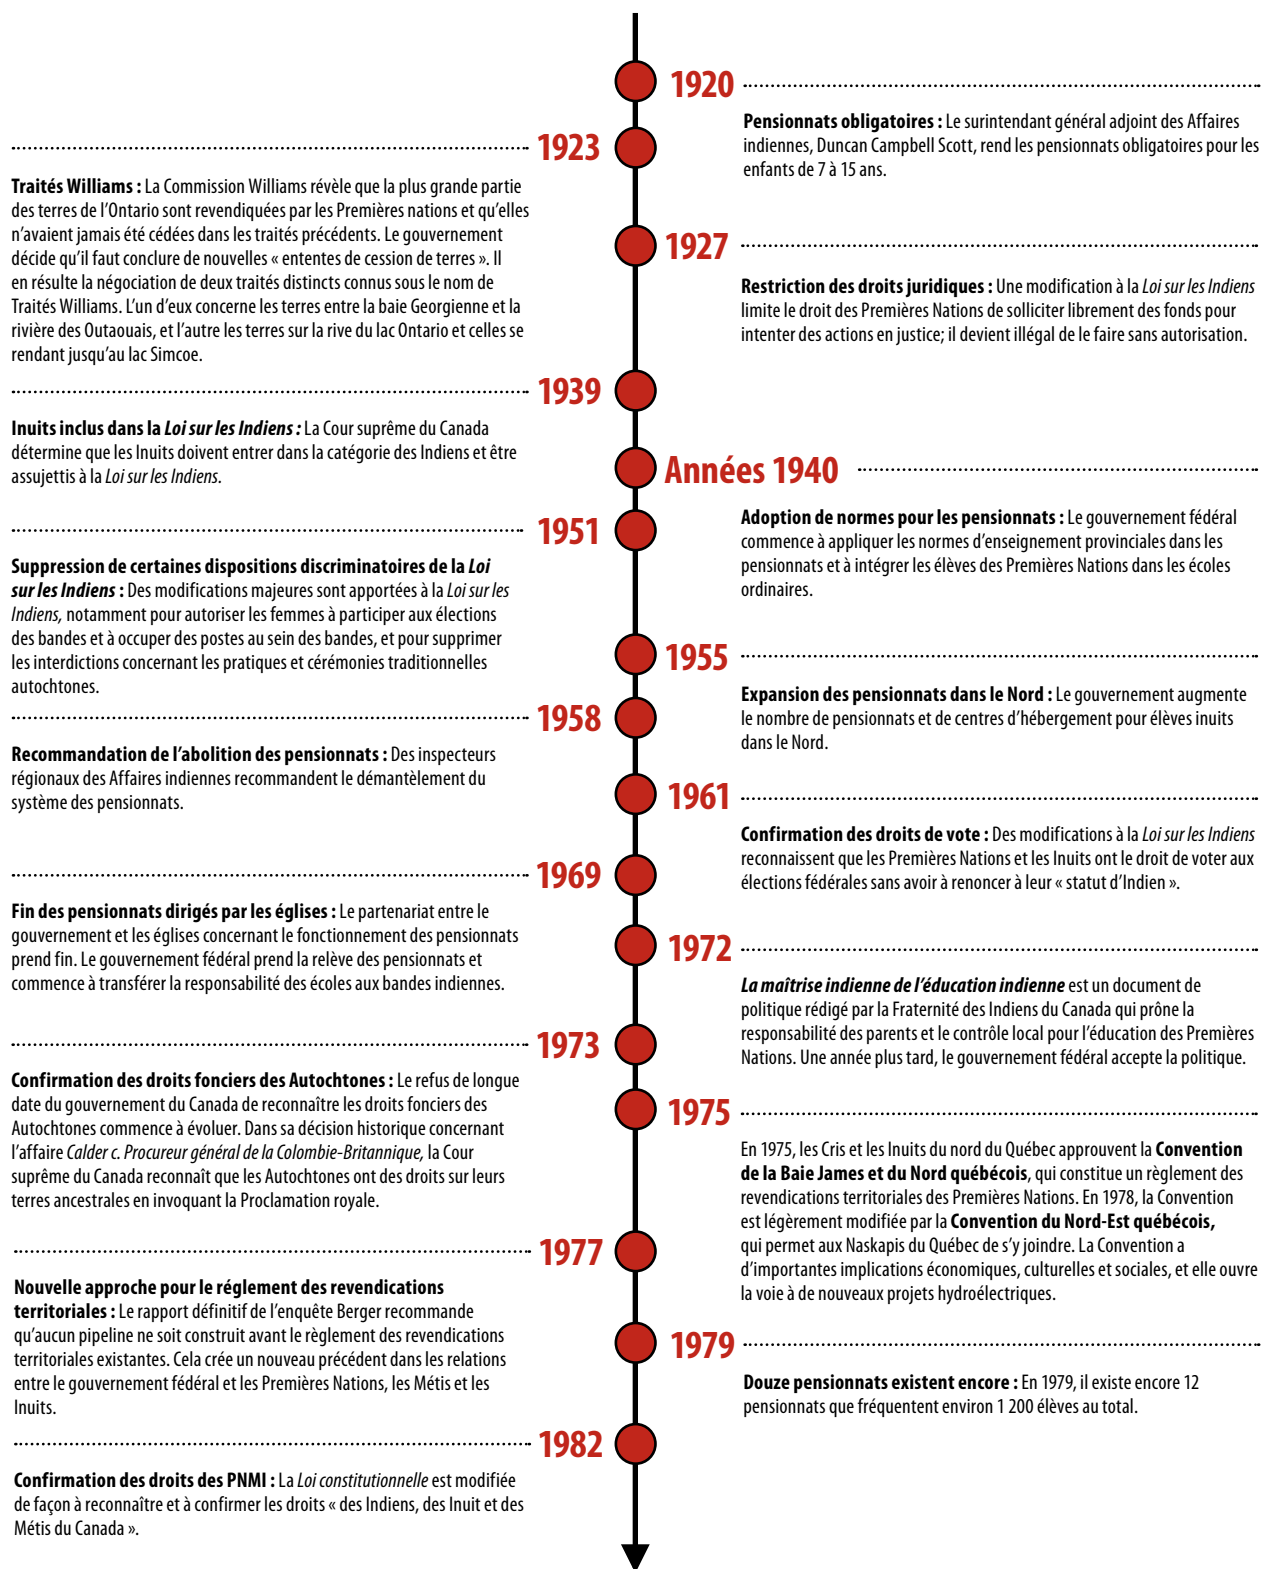 1920
Pensionnats obligatoires : Le surintendant général adjoint des Affaires
indiennes, Duncan Campbell Scott, rend les pensionnats obligatoires pour les
enfants de 7 à 15 ans.
1923
Traités Williams : La Commission Williams révèle que la plus grande partie
des terres de l’Ontario sont revendiquées par les Premières nations et qu’elles
n’avaient jamais été cédées dans les traités précédents. Le gouvernement
décide qu’il faut conclure de nouvelles « ententes de cession de terres ». Il
en résulte la négociation de deux traités distincts connus sous le nom de
Traités Williams. L’un d’eux concerne les terres entre la baie Georgienne et la
rivière des Outaouais, et l’autre les terres sur la rive du lac Ontario et celles se
rendant jusqu’au lac Simcoe.
1927
Restriction des droits juridiques : Une modification à la Loi sur les Indiens
limite le droit des Premières Nations de solliciter librement des fonds pour
intenter des actions en justice; il devient illégal de le faire sans autorisation.
1939
Inuits inclus dans la Loi sur les Indiens : La Cour suprême du Canada
détermine que les Inuits doivent entrer dans la catégorie des Indiens et être
assujettis à la Loi sur les Indiens.
Années 1940
Adoption de normes pour les pensionnats : Le gouvernement fédéral
commence à appliquer les normes d’enseignement provinciales dans les
pensionnats et à intégrer les élèves des Premières Nations dans les écoles
ordinaires.
1951
Suppression de certaines dispositions discriminatoires de la Loi
sur les Indiens : Des modifications majeures sont apportées à la Loi sur les
Indiens, notamment pour autoriser les femmes à participer aux élections
des bandes et à occuper des postes au sein des bandes, et pour supprimer
les interdictions concernant les pratiques et cérémonies traditionnelles
autochtones.
1955
Expansion des pensionnats dans le Nord : Le gouvernement augmente
le nombre de pensionnats et de centres d’hébergement pour élèves inuits
dans le Nord.
1958
Recommandation de l’abolition des pensionnats : Des inspecteurs
régionaux des Affaires indiennes recommandent le démantèlement du
système des pensionnats.
1961
Confirmation des droits de vote : Des modifications à la Loi sur les Indiens
reconnaissent que les Premières Nations et les Inuits ont le droit de voter aux
élections fédérales sans avoir à renoncer à leur « statut d’Indien ».
1969
Fin des pensionnats dirigés par les églises : Le partenariat entre le
gouvernement et les églises concernant le fonctionnement des pensionnats
prend fin. Le gouvernement fédéral prend la relève des pensionnats et
commence à transférer la responsabilité des écoles aux bandes indiennes.
1972
La maîtrise indienne de l’éducation indienne est un document de
politique rédigé par la Fraternité des Indiens du Canada qui prône la
responsabilité des parents et le contrôle local pour l’éducation des Premières
Nations. Une année plus tard, le gouvernement fédéral accepte la politique.
1973
Confirmation des droits fonciers des Autochtones : Le refus de longue
date du gouvernement du Canada de reconnaître les droits fonciers des
Autochtones commence à évoluer. Dans sa décision historique concernant
l’affaire Calder c. Procureur général de la Colombie-Britannique, la Cour
suprême du Canada reconnaît que les Autochtones ont des droits sur leurs
terres ancestrales en invoquant la Proclamation royale.
1975
En 1975, les Cris et les Inuits du nord du Québec approuvent la Convention
de la Baie James et du Nord québécois, qui constitue un règlement des
revendications territoriales des Premières Nations. En 1978, la Convention
est légèrement modifiée par la Convention du Nord-Est québécois,
qui permet aux Naskapis du Québec de s’y joindre. La Convention a
d’importantes implications économiques, culturelles et sociales, et elle ouvre
la voie à de nouveaux projets hydroélectriques.
1977
Nouvelle approche pour le réglement des revendications
territoriales : Le rapport définitif de l’enquête Berger recommande
qu’aucun pipeline ne soit construit avant le règlement des revendications
territoriales existantes. Cela crée un nouveau précédent dans les relations
entre le gouvernement fédéral et les Premières Nations, les Métis et les
Inuits.
1979
Douze pensionnats existent encore : En 1979, il existe encore 12
pensionnats que fréquentent environ 1 200 élèves au total.
1982
Confirmation des droits des PNMI : La Loi constitutionnelle est modifiée
de façon à reconnaître et à confirmer les droits « des Indiens, des Inuit et des
Métis du Canada ».